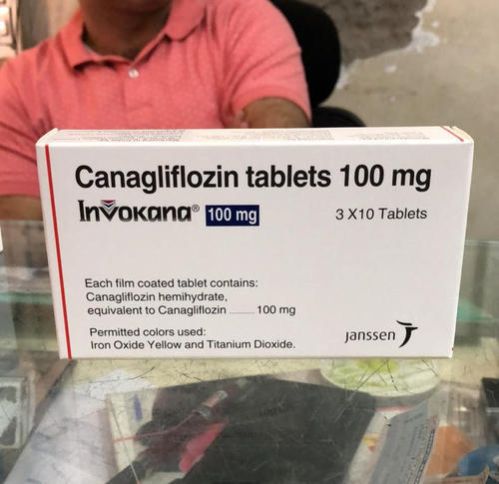 Canagliflozin tablets 100 mg
Invokana® 100 mg
3 X10 Tablets
Each film coated tablet contains:
Canagliflozin hemihydrate,
equivalent to Canagliflozin ...... 100 mg
Permitted colors used:
Iron Oxide Yellow and Titanium Dioxide.
janssen